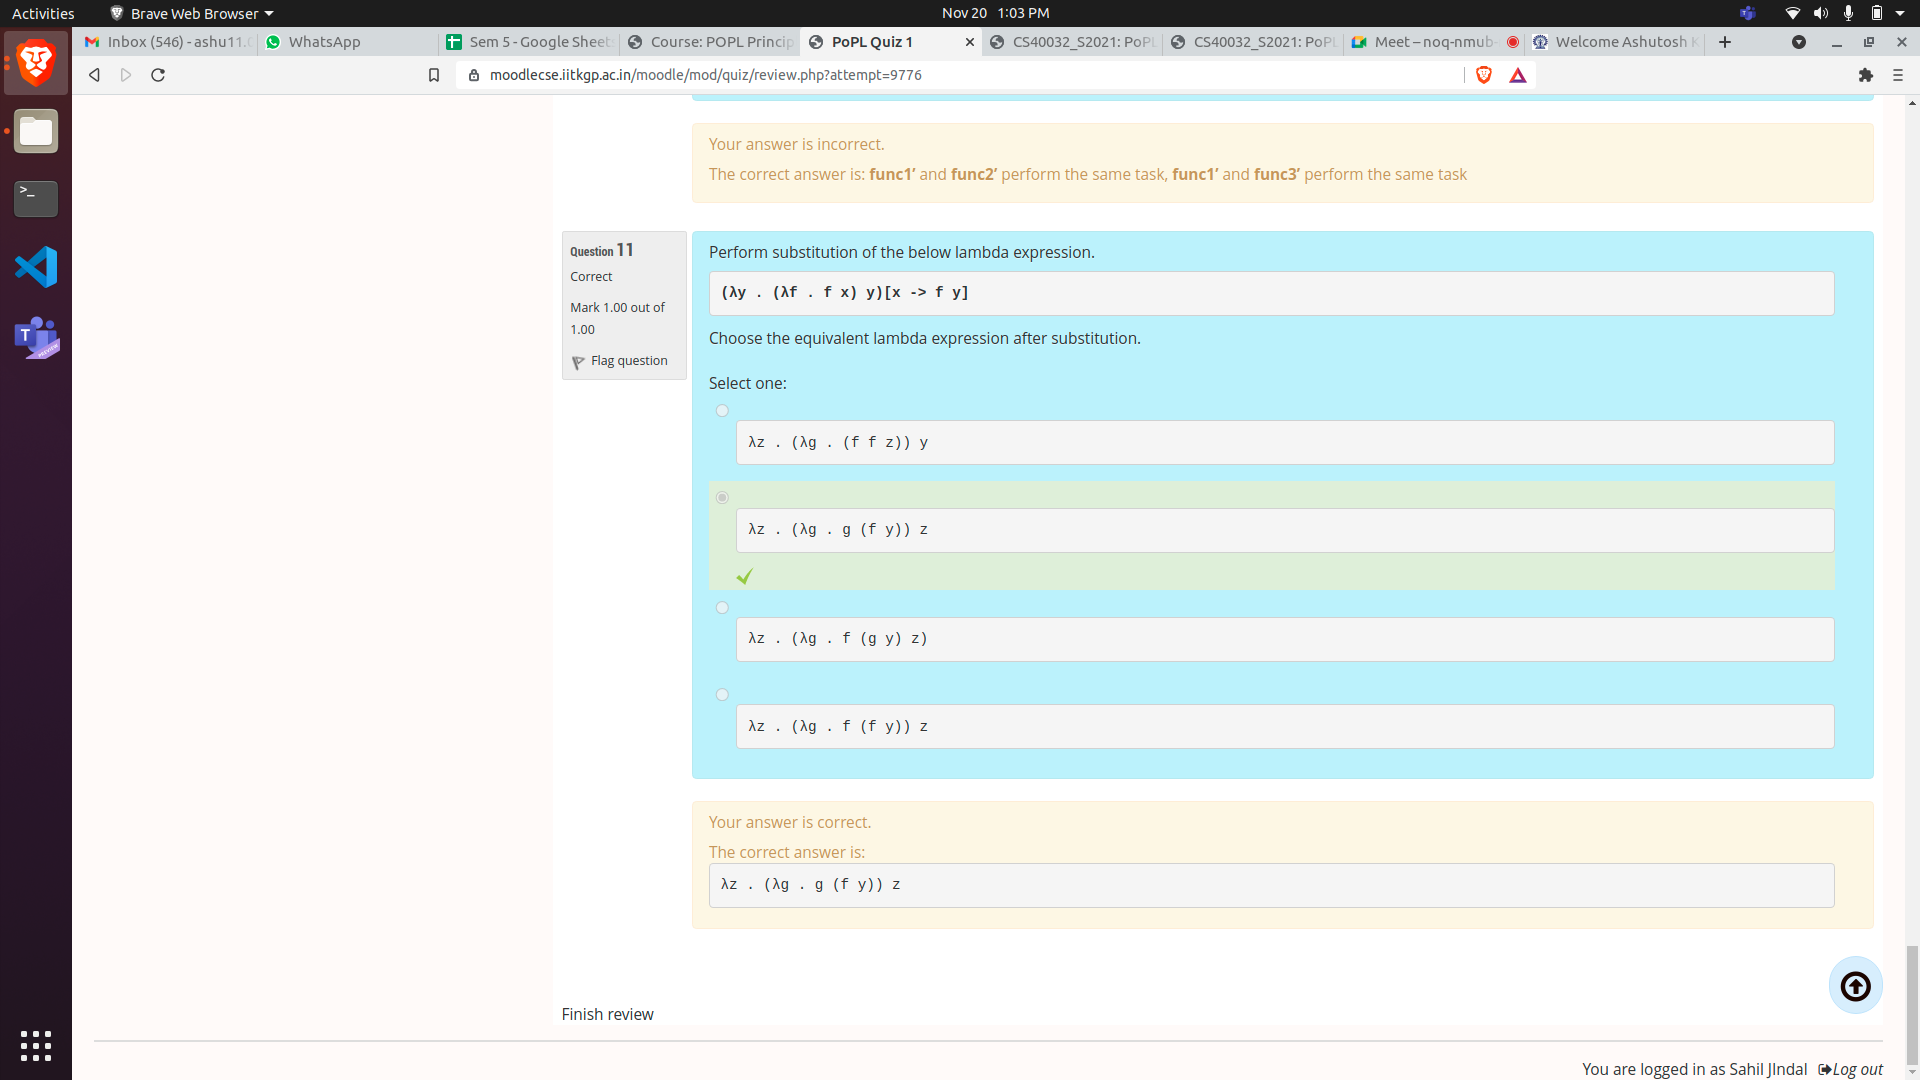 Activities
Brave Web Browser
Nov 20 1:03 PM
Inbox (546) - ashu11.
WhatsApp
Sem 5 - Google Sheet
Course: POPL Princip
PoPL Quiz 1
CS40032_S2021: PoPL
CS40032_S2021: PoPL
Meet – noq-nmub-
Welcome Ashutosh K
moodlecse.iitkgp.ac.in/moodle/mod/quiz/review.php?attempt=9776
Your answer is incorrect.
The correct answer is: func1’ and func2’ perform the same task, func1’ and func3’ perform the same task
Question 11
Correct
Mark 1.00 out of
1.00
Flag question
Perform substitution of the below lambda expression.
(λy . (λf . f x) y)[x -> f y]
Choose the equivalent lambda expression after substitution.
Select one:
λz . (λg . (f f z)) y
λz . (λg . g (f y)) z
λz . (λg . f (g y) z)
λz . (λg . f (f y)) z
Your answer is correct.
The correct answer is:
λz . (λg . g (f y)) z
Finish review
You are logged in as Sahil JIndal Log out